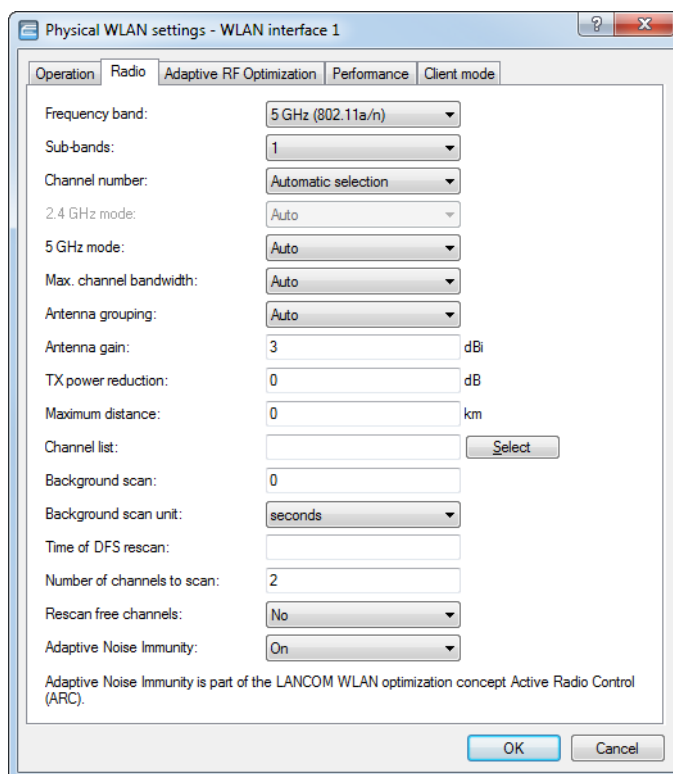 Physical WLAN settings - WLAN interface 1
?
Operation Radio Adaptive RF Optimization Performance Client mode
Frequency band: 5 GHz (802.11a/n)
Sub-bands: 1
Channel number: Automatic selection
2.4 GHz mode: Auto
5 GHz mode: Auto
Max. channel bandwidth: Auto
Antenna grouping: Auto
Antenna gain: 3 dBi
TX power reduction: 0 dB
Maximum distance: 0 km
Channel list: Select
Background scan: 0
Background scan unit: seconds
Time of DFS rescan:
Number of channels to scan: 2
Rescan free channels: No
Adaptive Noise Immunity: On
Adaptive Noise Immunity is part of the LANCOM WLAN optimization concept Active Radio Control
(ARC).
OK Cancel